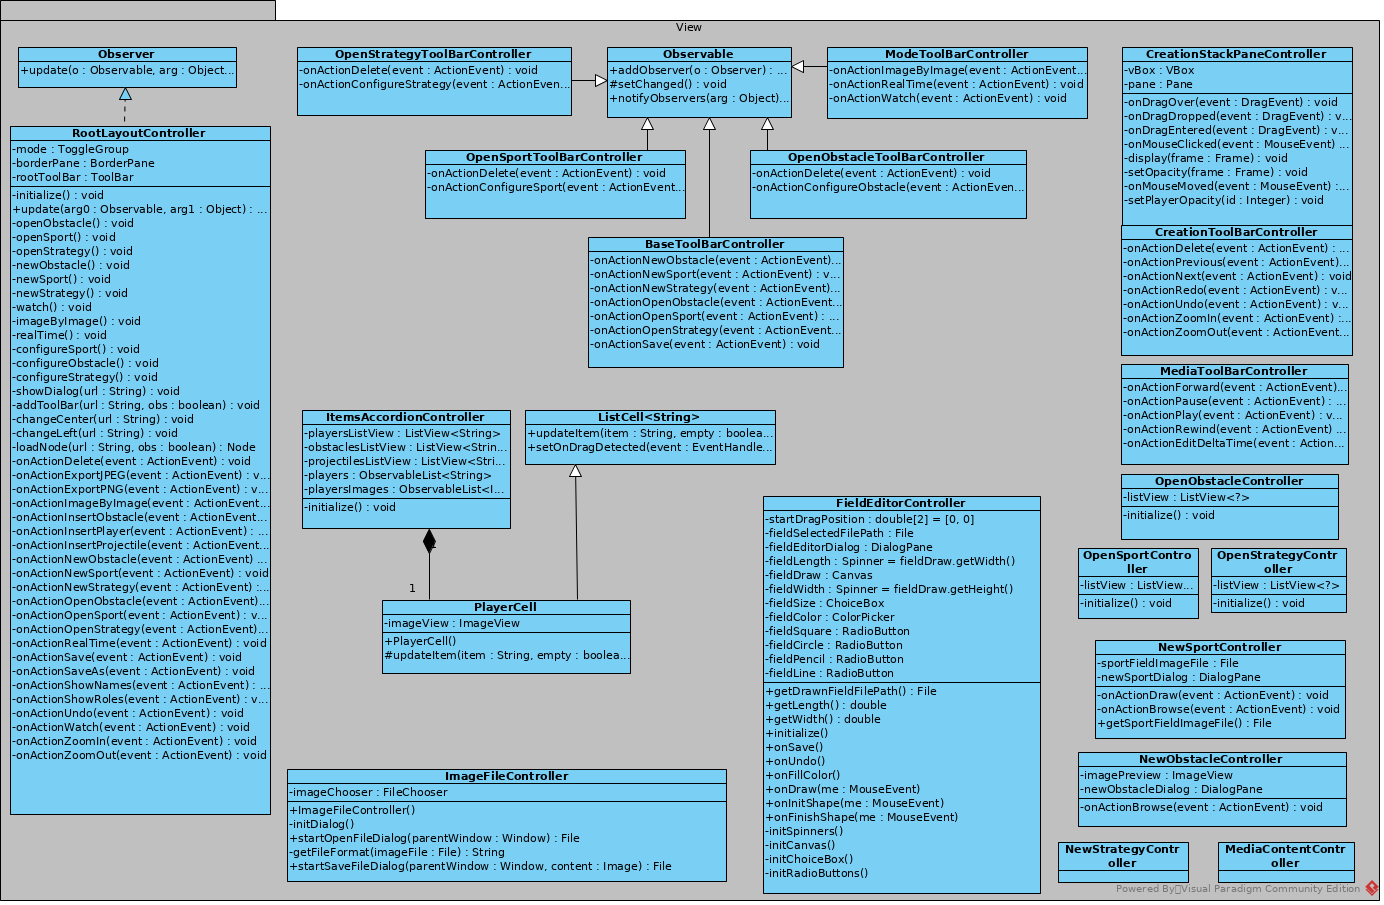 View
Observer
+update(o : Observable, arg : Object...
RootLayoutController
-mode : ToggleGroup
-borderPane : BorderPane
-rootToolBar : ToolBar
-initialize() : void
+update(arg0 : Observable, arg1 : Object) : ...
-openObstacle() : void
-openSport() : void
-openStrategy() : void
-newObstacle() : void
-newSport() : void
-newStrategy() : void
-watch() : void
-imageByImage() : void
-realTime() : void
-configureSport() : void
-configureObstacle() : void
-configureStrategy() : void
-showDialog(url : String) : void
-addToolBar(url : String, obs : boolean) : void
-changeCenter(url : String) : void
-changeLeft(url : String) : void
-loadNode(url : String, obs : boolean) : Node
-onActionDelete(event : ActionEvent) : void
-onActionExportJPEG(event : ActionEvent) : v...
-onActionExportPNG(event : ActionEvent) : v...
-onActionImageByImage(event : ActionEvent...
-onActionInsertObstacle(event : ActionEvent...
-onActionInsertPlayer(event : ActionEvent) : ...
-onActionInsertProjectile(event : ActionEvent...
-onActionNewObstacle(event : ActionEvent) ...
-onActionNewSport(event : ActionEvent) : void
-onActionNewStrategy(event : ActionEvent) :...
-onActionOpenObstacle(event : ActionEvent)...
-onActionOpenSport(event : ActionEvent) : v...
-onActionOpenStrategy(event : ActionEvent)...
-onActionRealTime(event : ActionEvent) : void
-onActionSave(event : ActionEvent) : void
-onActionSaveAs(event : ActionEvent) : void
-onActionShowNames(event : ActionEvent) : ...
-onActionShowRoles(event : ActionEvent) : v...
-onActionUndo(event : ActionEvent) : void
-onActionWatch(event : ActionEvent) : void
-onActionZoomIn(event : ActionEvent) : void
-onActionZoomOut(event : ActionEvent) : void
OpenStrategyToolBarController
-onActionDelete(event : ActionEvent) : void
-onActionConfigureStrategy(event : ActionEven...
Observable
+addObserver(o : Observer) : ...
#setChanged() : void
+notifyObservers(arg : Object)...
ModeToolBarController
-onActionImageByImage(event : ActionEvent...
-onActionRealTime(event : ActionEvent) : void
-onActionWatch(event : ActionEvent) : void
OpenSportToolBarController
-onActionDelete(event : ActionEvent) : void
-onActionConfigureSport(event : ActionEvent...
OpenObstacleToolBarController
-onActionDelete(event : ActionEvent) : void
-onActionConfigureObstacle(event : ActionEven...
BaseToolBarController
-onActionNewObstacle(event : ActionEvent)...
-onActionNewSport(event : ActionEvent) : v...
-onActionNewStrategy(event : ActionEvent)...
-onActionOpenObstacle(event : ActionEvent...
-onActionOpenSport(event : ActionEvent) : ...
-onActionOpenStrategy(event : ActionEvent...
-onActionSave(event : ActionEvent) : void
ItemsAccordionController
-playersListView : ListView<String>
-obstaclesListView : ListView<Strin...
-projectilesListView : ListView<Stri...
-players : ObservableList<String>
-playersImages : ObservableList<I...
-initialize() : void
ListCell<String>
+updateItem(item : String, empty : boolea...
+setOnDragDetected(event : EventHandle...
1
PlayerCell
-imageView : ImageView
+PlayerCell()
#updateItem(item : String, empty : boolea...
ImageFileController
-imageChooser : FileChooser
+ImageFileController()
-initDialog()
+startOpenFileDialog(parentWindow : Window) : File
-getFileFormat(imageFile : File) : String
+startSaveFileDialog(parentWindow : Window, content : Image) : File
FieldEditorController
-startDragPosition : double[2] = [0, 0]
-fieldSelectedFilePath : File
-fieldEditorDialog : DialogPane
-fieldLength : Spinner = fieldDraw.getWidth()
-fieldDraw : Canvas
-fieldWidth : Spinner = fieldDraw.getHeight()
-fieldSize : ChoiceBox
-fieldColor : ColorPicker
-fieldSquare : RadioButton
-fieldCircle : RadioButton
-fieldPencil : RadioButton
-fieldLine : RadioButton
+getDrawnFieldFilePath() : File
+getLength() : double
+getWidth() : double
+initialize()
+onSave()
+onUndo()
+onFillColor()
+onDraw(me : MouseEvent)
+onInitShape(me : MouseEvent)
+onFinishShape(me : MouseEvent)
-initSpinners()
-initCanvas()
-initChoiceBox()
-initRadioButtons()
CreationStackPaneController
-vBox : VBox
-pane : Pane
-onDragOver(event : DragEvent) : void
-onDragDropped(event : DragEvent) : v...
-onDragEntered(event : DragEvent) : v...
-onMouseClicked(event : MouseEvent) ...
-display(frame : Frame) : void
-setOpacity(frame : Frame) : void
-onMouseMoved(event : MouseEvent) :...
-setPlayerOpacity(id : Integer) : void
CreationToolBarController
-onActionDelete(event : ActionEvent) : ...
-onActionPrevious(event : ActionEvent)...
-onActionNext(event : ActionEvent) : void
-onActionRedo(event : ActionEvent) : v...
-onActionUndo(event : ActionEvent) : v...
-onActionZoomIn(event : ActionEvent) :...
-onActionZoomOut(event : ActionEvent...
MediaToolBarController
-onActionForward(event : ActionEvent)...
-onActionPause(event : ActionEvent) : ...
-onActionPlay(event : ActionEvent) : v...
-onActionRewind(event : ActionEvent) ...
-onActionEditDeltaTime(event : Action...
OpenObstacleController
-listView : ListView<?>
-initialize() : void
OpenSportContro
ller
-listView : ListView...
-initialize() : void
OpenStrategyContr
oller
-listView : ListView<?>
-initialize() : void
NewSportController
-sportFieldImageFile : File
-newSportDialog : DialogPane
-onActionDraw(event : ActionEvent) : void
-onActionBrowse(event : ActionEvent) : void
+getSportFieldImageFile() : File
NewObstacleController
-imagePreview : ImageView
-newObstacleDialog : DialogPane
-onActionBrowse(event : ActionEvent) : void
NewStrategyContr
oller
MediaContentContr
oller
Powered By Visual Paradigm Community Edition